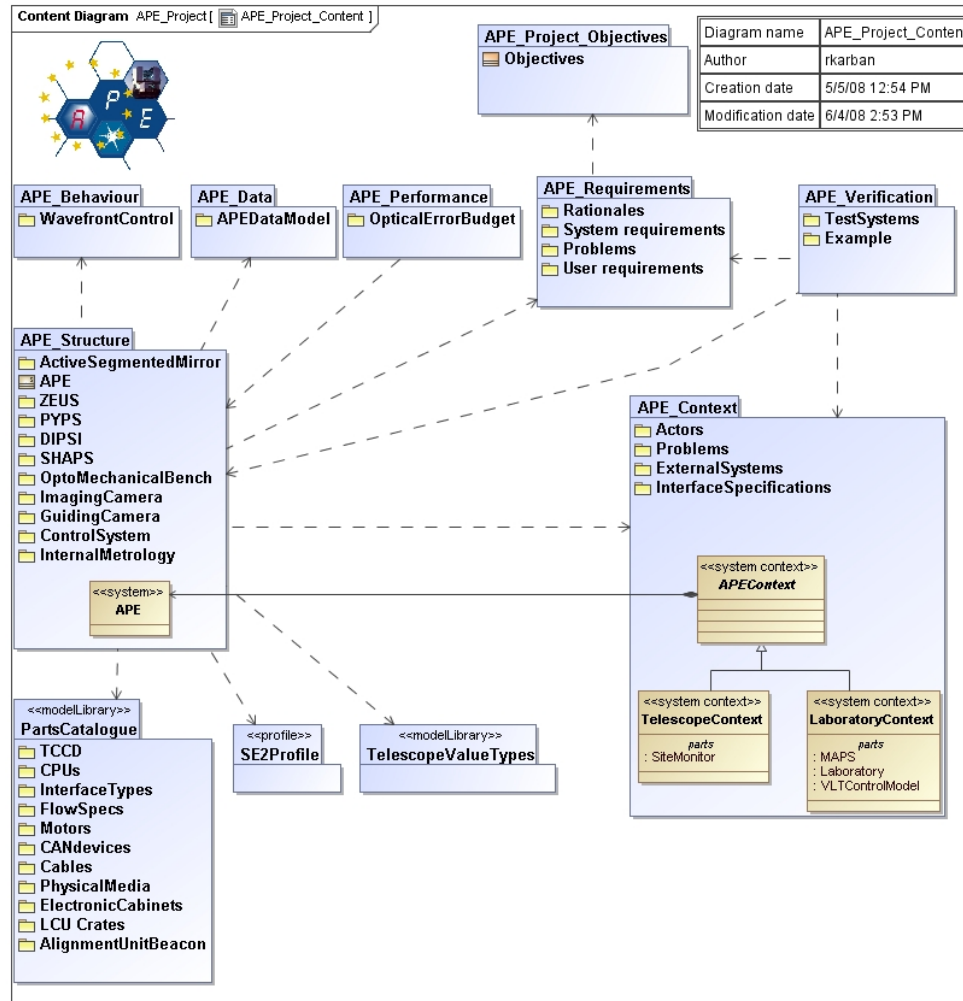 Content Diagram APE_Project [ APE_Project_Content ]
Diagram name APE_Project_Conten
Author rkarban
Creation date 5/5/08 12:54 PM
Modification date 6/4/08 2:53 PM
A P E
APE_Project_Objectives
Objectives
APE_Behaviour
WavefrontControl
APE_Data
APEDataModel
APE_Performance
OpticalErrorBudget
APE_Requirements
Rationales
System requirements
Problems
User requirements
APE_Verification
TestSystems
Example
APE_Structure
ActiveSegmentedMirror
APE
ZEUS
PYPS
DIPSI
SHAPS
OptoMechanicalBench
ImagingCamera
GuidingCamera
ControlSystem
InternalMetrology
<<system>>
APE
APE_Context
Actors
Problems
ExternalSystems
InterfaceSpecifications
<<system context>>
APEContext
<<system context>>
TelescopeContext
parts
: SiteMonitor
<<system context>>
LaboratoryContext
parts
: MAPS
: Laboratory
: VLTControlModel
<<modelLibrary>>
PartsCatalogue
TCCD
CPUs
InterfaceTypes
FlowSpecs
Motors
CANdevices
Cables
PhysicalMedia
ElectronicCabinets
LCU Crates
AlignmentUnitBeacon
<<profile>>
SE2Profile
<<modelLibrary>>
TelescopeValueTypes